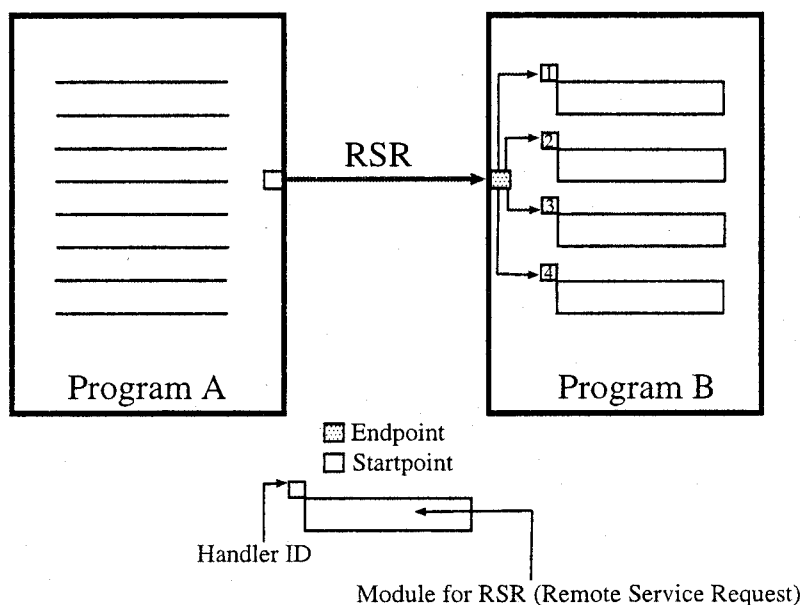 RSR
1
2
3
4
Program A
Program B
Endpoint
Startpoint
Handler ID
Module for RSR (Remote Service Request)